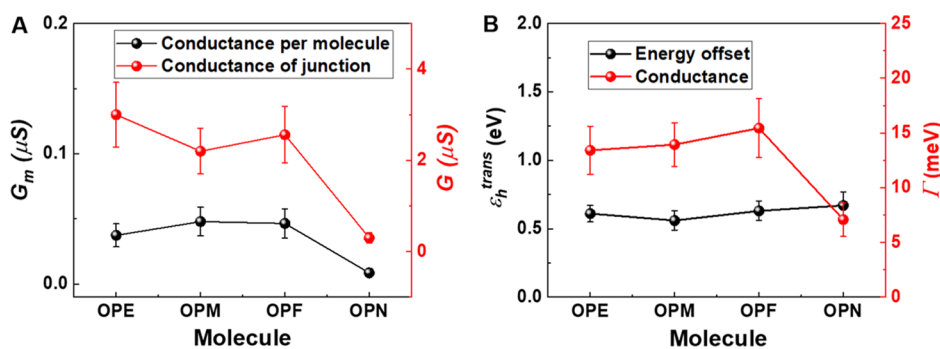 A
Conductance per molecule
Conductance of junction
0.2
0.1
0.0
G_m (μS)
4
2
0
G (μS)
OPE OPM OPF OPN
Molecule
B
Energy offset
Conductance
2.0
1.5
1.0
0.5
0.0
ε_h^trans (eV)
25
20
15
10
5
0
Γ (meV)
OPE OPM OPF OPN
Molecule